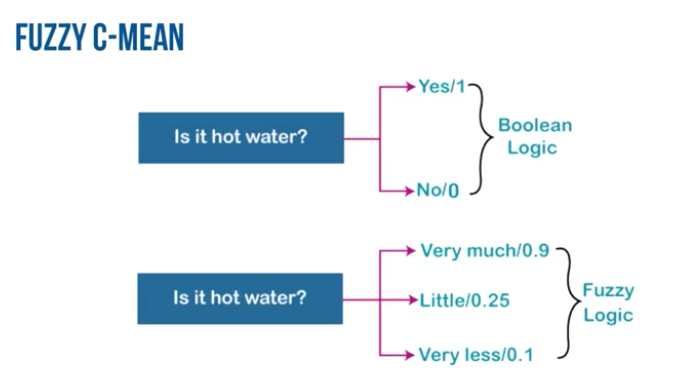 FUZZY C-MEAN
Is it hot water?
Yes/1
No/0
Boolean
Logic
Is it hot water?
Very much/0.9
Little/0.25
Very less/0.1
Fuzzy
Logic